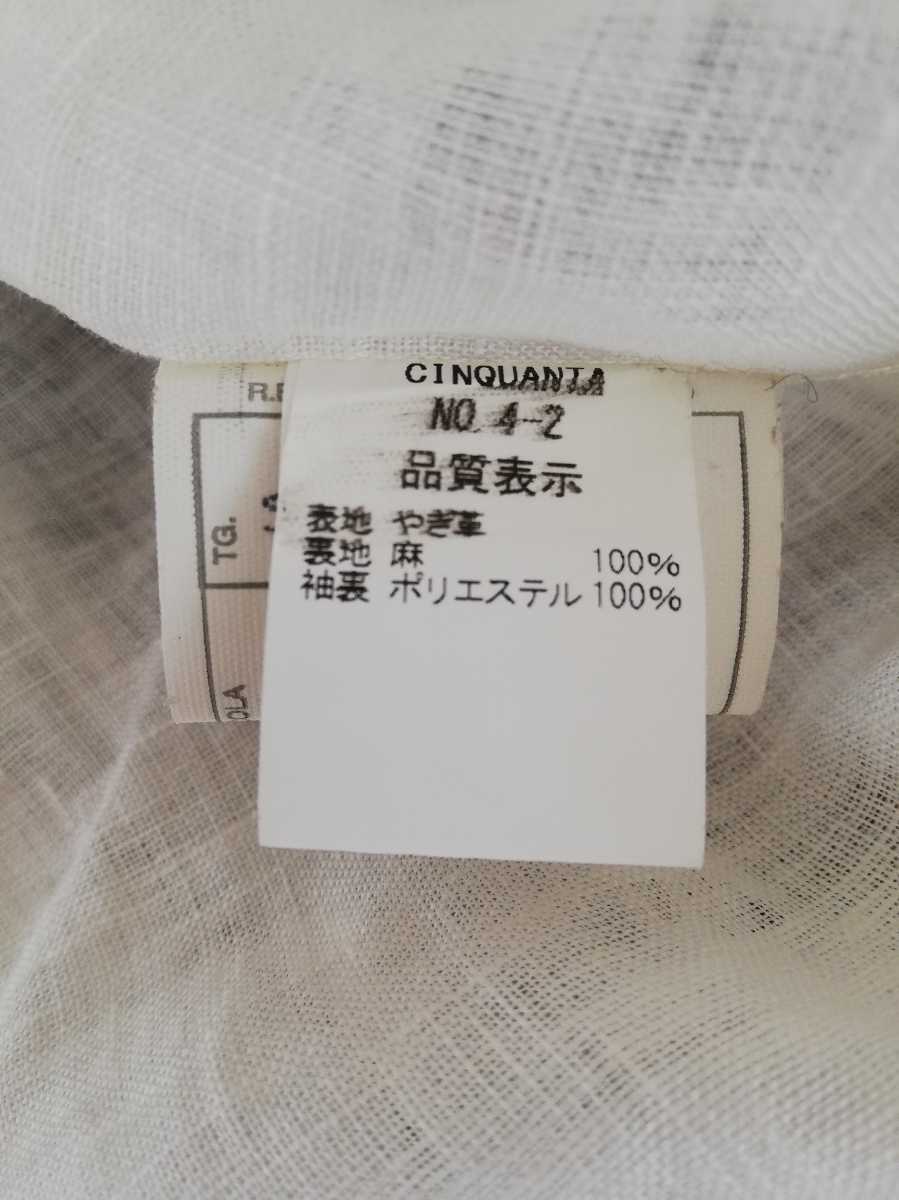 CINQUANTA
NO.4-2
品質表示
表地 やぎ革
裏地 麻 100%
袖裏 ポリエステル 100%
TG.